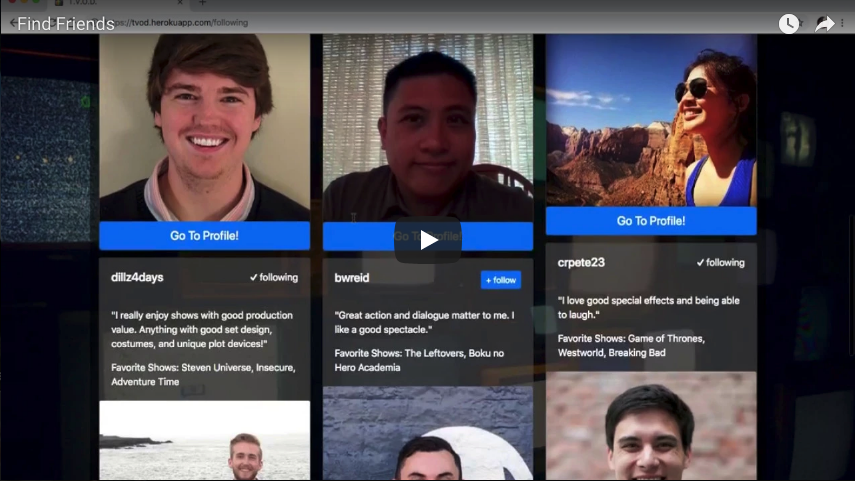 T.V.O.D.
Find Friends
https://tvod.herokuapp.com/following
Go To Profile!
Go To Profile!
Go To Profile!
dillz4days ✓ following
"I really enjoy shows with good production
value. Anything with good set design,
costumes, and unique plot devices!"
Favorite Shows: Steven Universe, Insecure,
Adventure Time
bwreid + follow
"Great action and dialogue matter to me. I
like a good spectacle."
Favorite Shows: The Leftovers, Boku no
Hero Academia
crpete23 ✓ following
"I love good special effects and being able
to laugh."
Favorite Shows: Game of Thrones,
Westworld, Breaking Bad